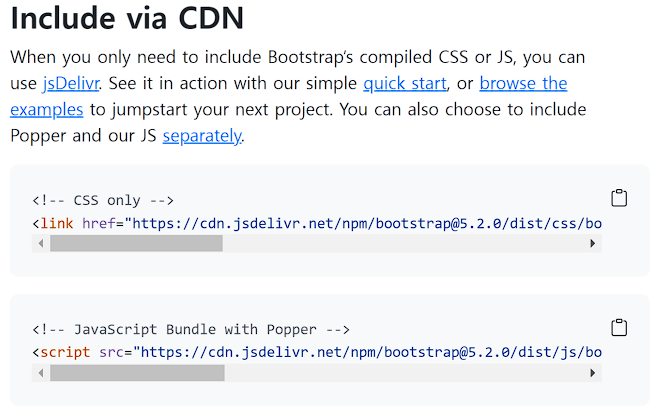 Include via CDN
When you only need to include Bootstrap’s compiled CSS or JS, you can
use jsDelivr. See it in action with our simple quick start, or browse the
examples to jumpstart your next project. You can also choose to include
Popper and our JS separately.
<!-- CSS only -->
<link href="https://cdn.jsdelivr.net/npm/bootstrap@5.2.0/dist/css/bo
<!-- JavaScript Bundle with Popper -->
<script src="https://cdn.jsdelivr.net/npm/bootstrap@5.2.0/dist/js/bo